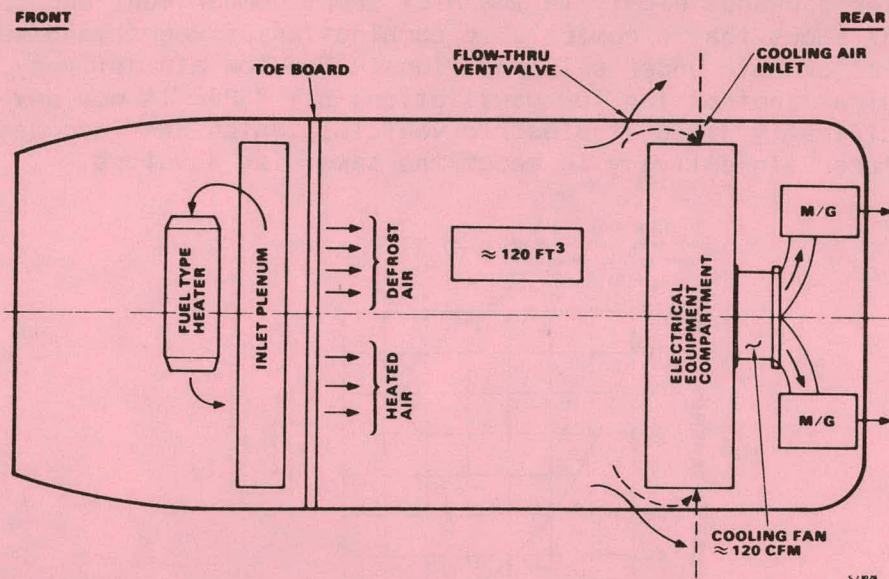 FRONT
REAR
TOE BOARD
FLOW-THRU
VENT VALVE
COOLING AIR
INLET
FUEL TYPE
HEATER
INLET PLENUM
DEFROST
AIR
HEATED
AIR
≈ 120 FT³
ELECTRICAL
EQUIPMENT
COMPARTMENT
M/G
M/G
COOLING FAN
≈ 120 CFM